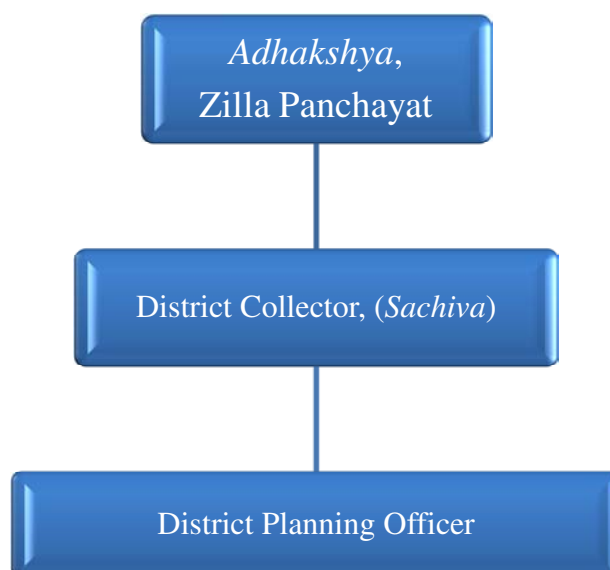 Adhakshya,
Zilla Panchayat
District Collector, (Sachiva)
District Planning Officer